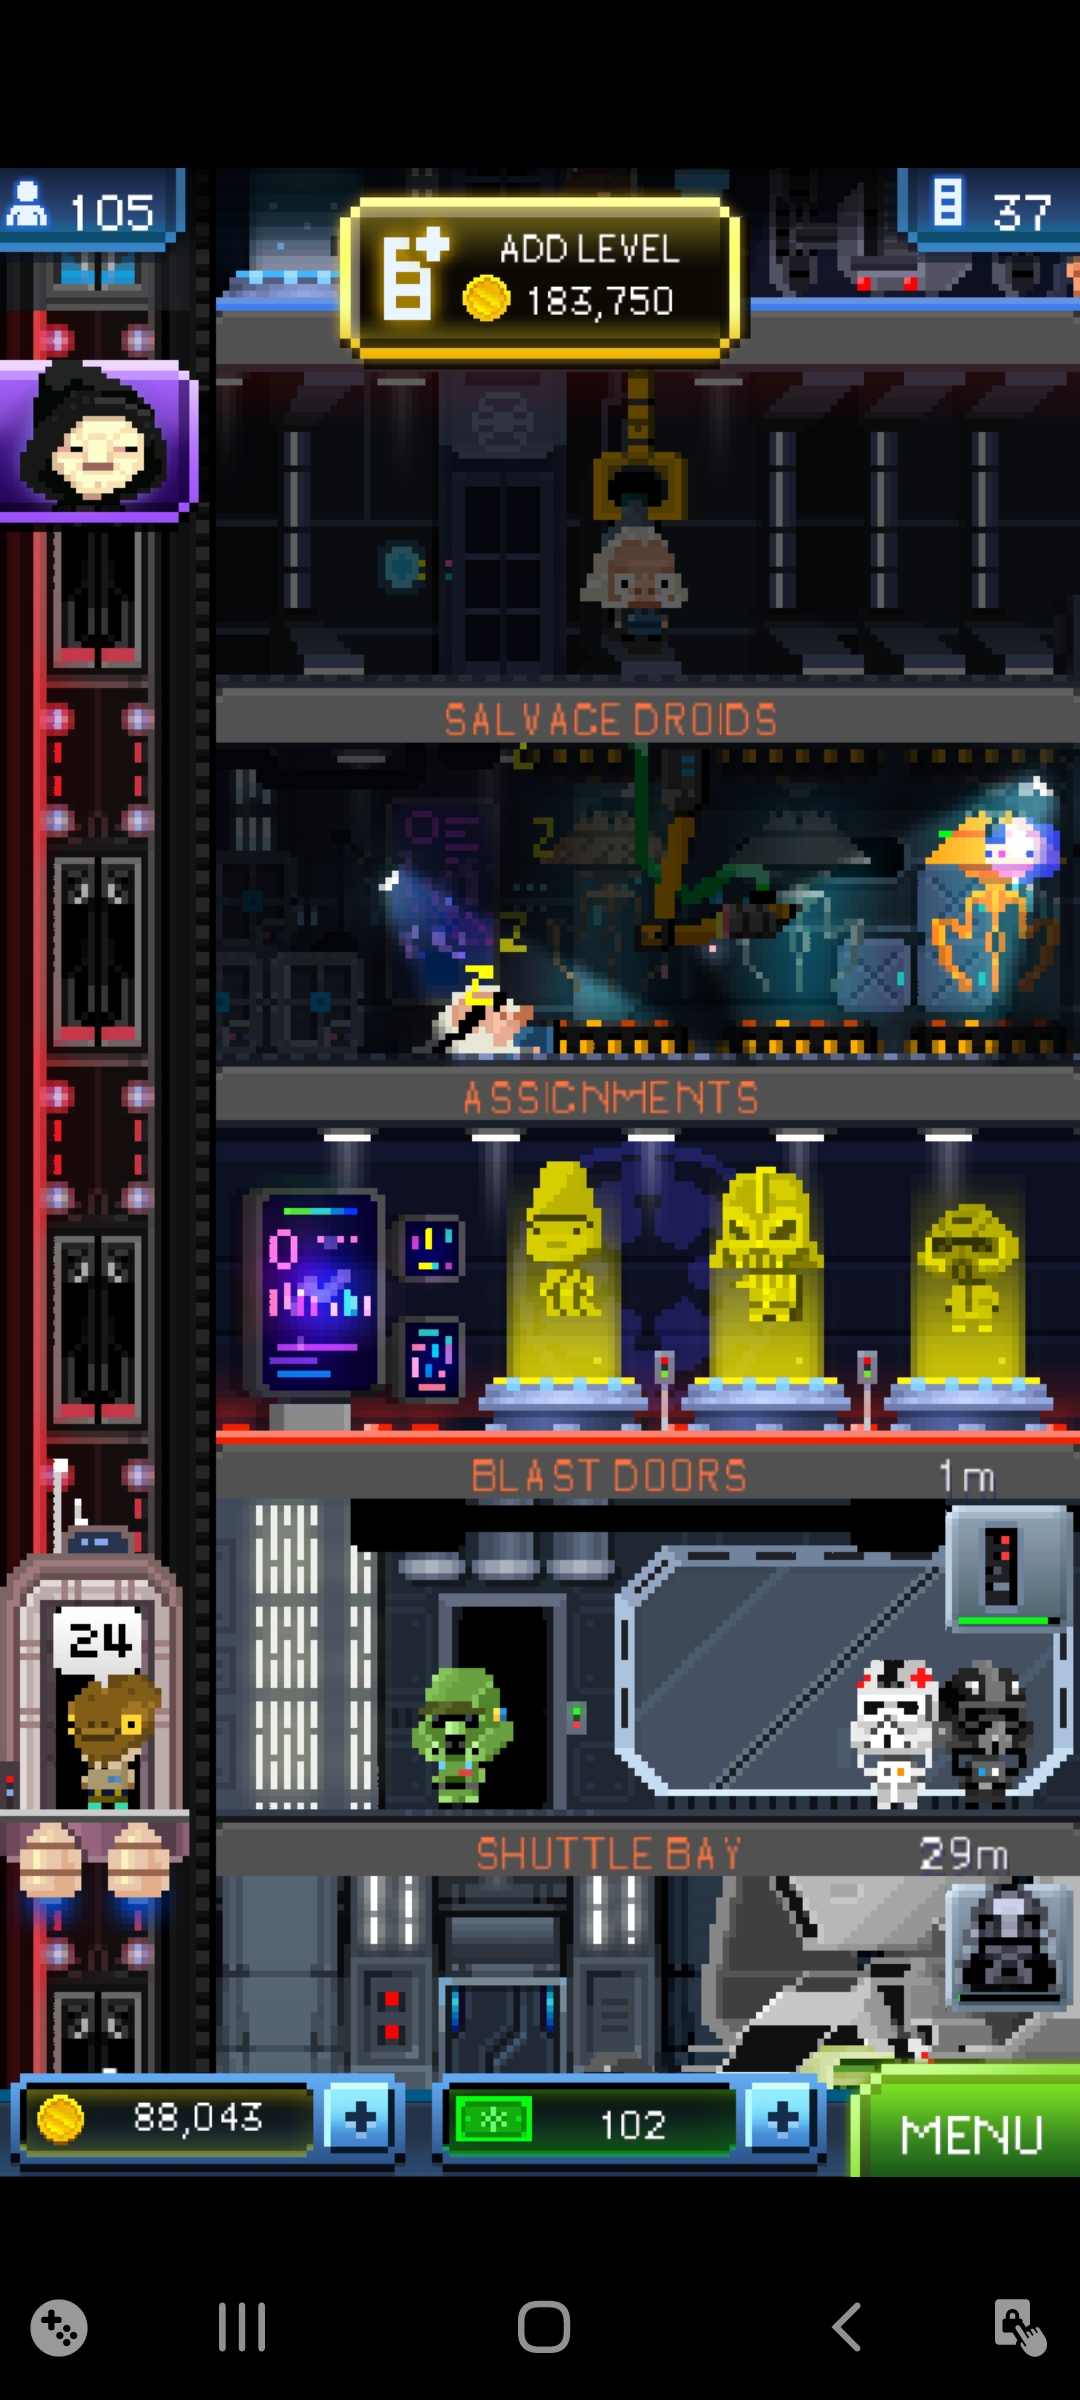 105
37
ADD LEVEL
183,750
SALVAGE DROIDS
Z
Z
Z
Z
ASSIGNMENTS
BLAST DOORS 1m
24
SHUTTLE BAY 29m
88,043
102
MENU